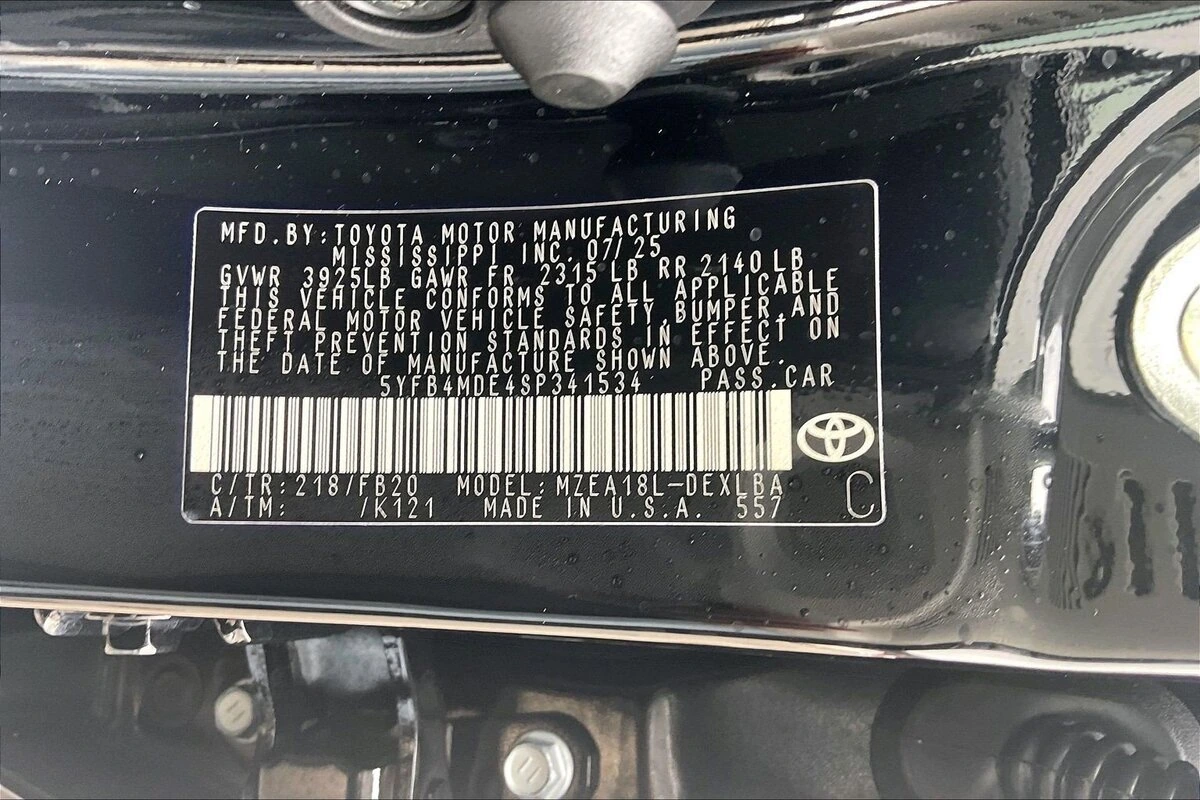 MFD.BY:TOYOTA MOTOR MANUFACTURING
MISSISSIPPI INC. 07/25
GVWR 3925LB GAWR FR 2315 LB RR 2140 LB
THIS VEHICLE CONFORMS TO ALL APPLICABLE
FEDERAL MOTOR VEHICLE SAFETY,BUMPER,AND
THEFT PREVENTION STANDARDS IN EFFECT ON
THE DATE OF MANUFACTURE SHOWN ABOVE.
5YFB4MDE4SP341534 PASS.CAR
C/TR:218/FB20 MODEL:MZEA18L-DEXLBA
A/TM: /K121 MADE IN U.S.A. 557 C